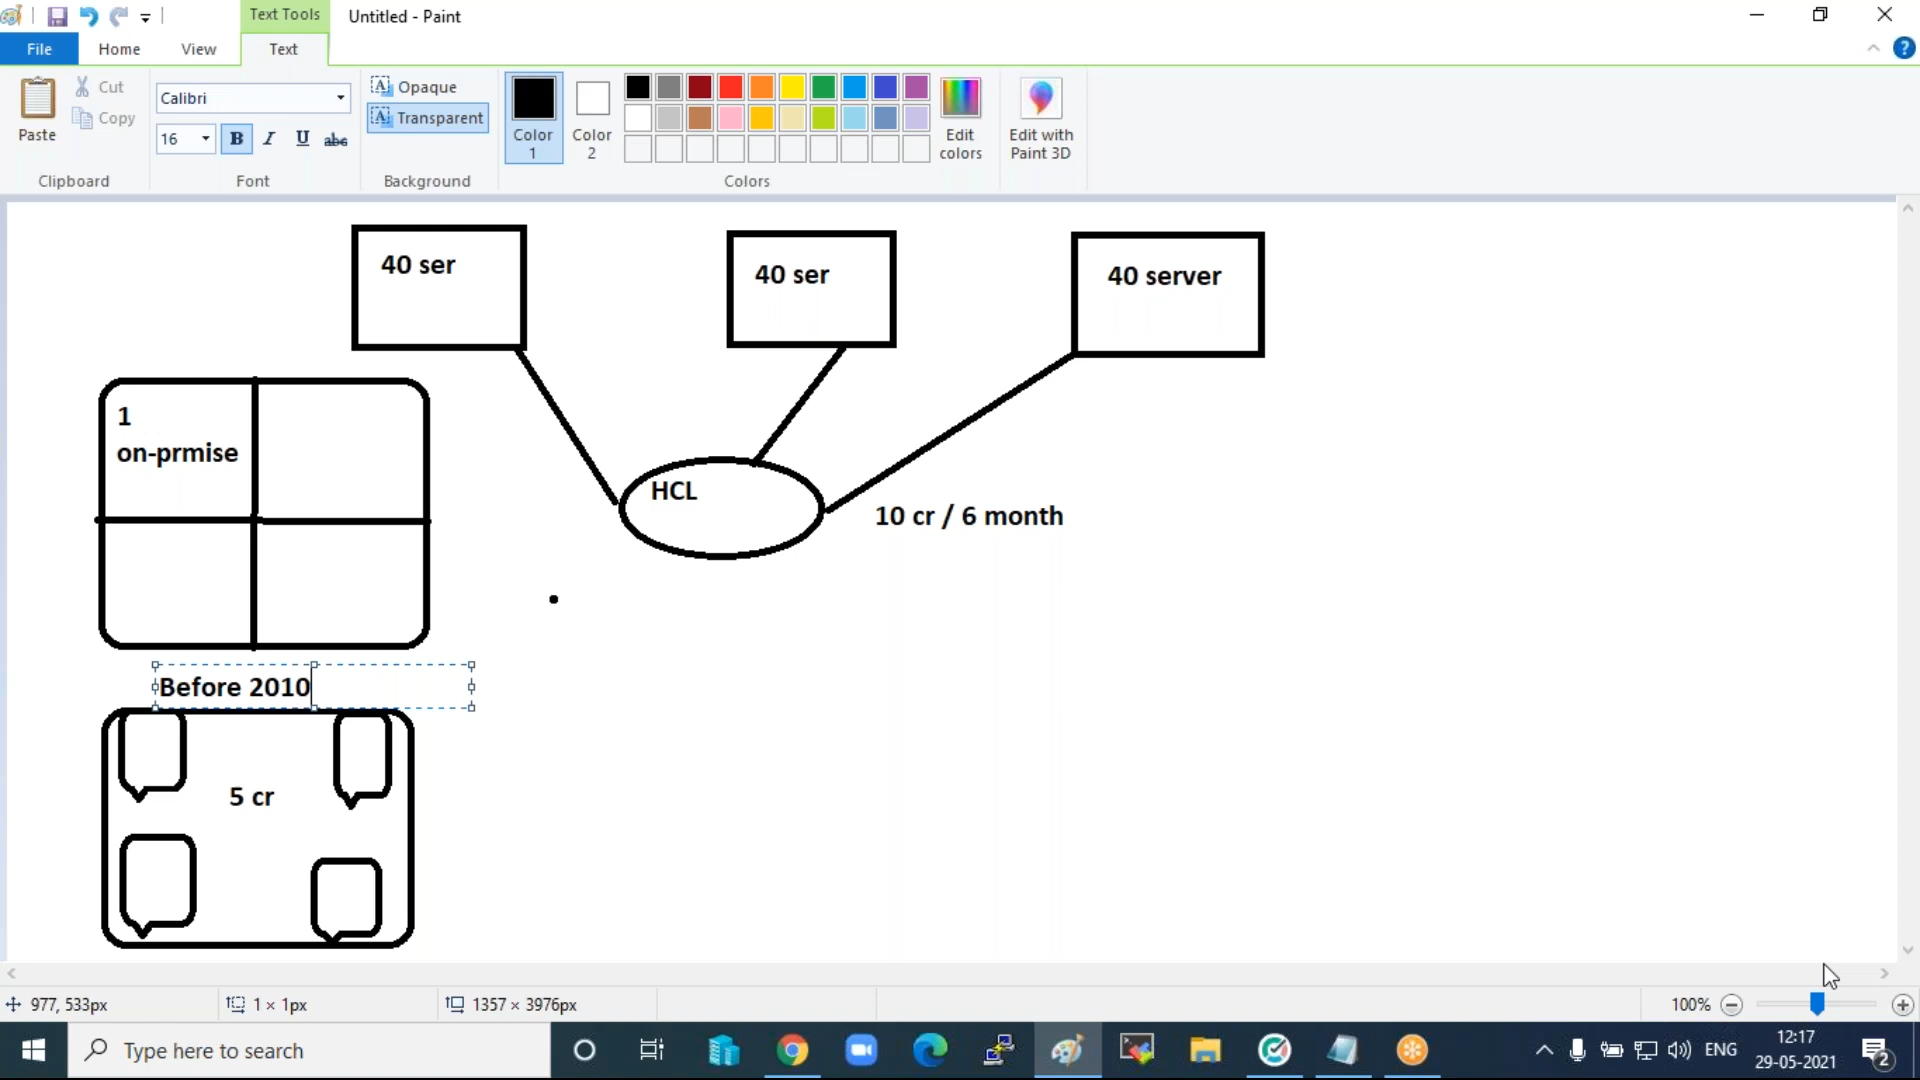 Text Tools
Untitled - Paint
File
Home
View
Text
Paste
Cut
Copy
Clipboard
Calibri
16
B
I
U
abc
Font
Opaque
Transparent
Background
Color
1
Color
2
Colors
Edit
colors
Edit with
Paint 3D
?
40 ser
40 ser
40 server
1
on-prmise
HCL
10 cr / 6 month
Before 2010
5 cr
977, 533px
1 × 1px
1357 × 3976px
100%
Type here to search
ENG
12:17
29-05-2021
2